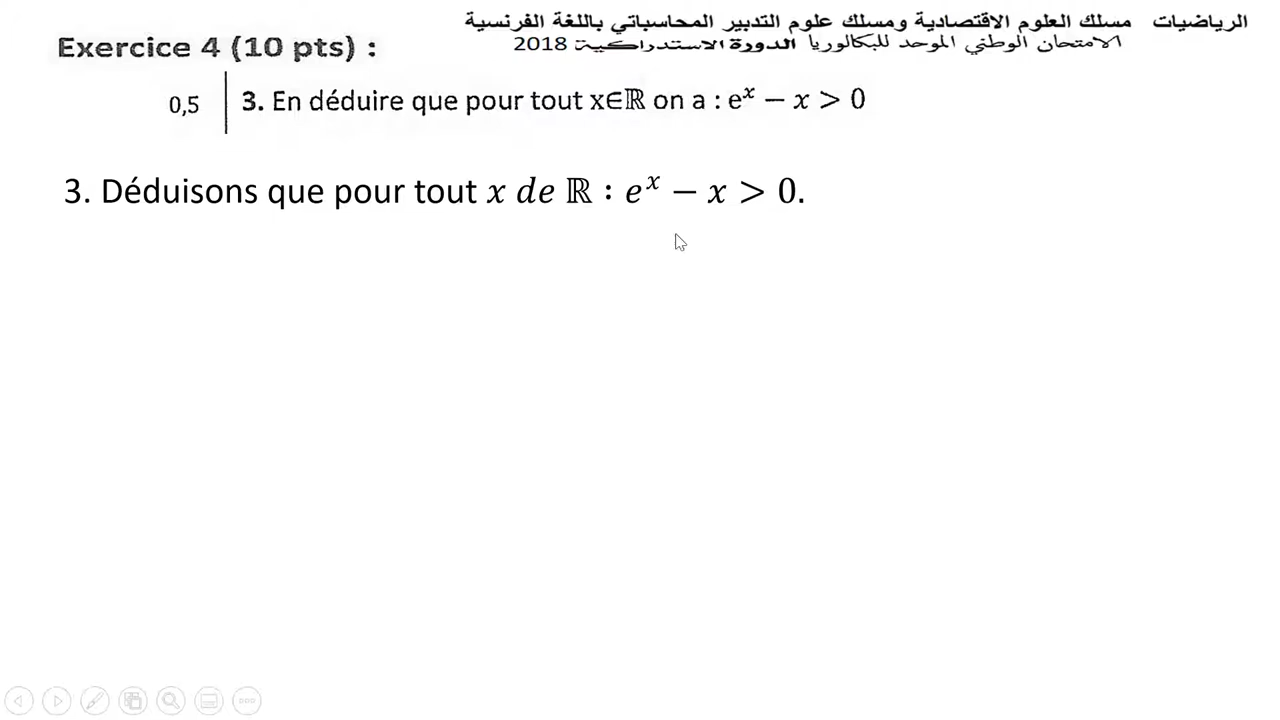 الرياضيات مسلك العلوم الاقتصادية ومسلك علوم التدبير المحاسباتي باللغة الفرنسية
الامتحان الوطني الموحد للبكالوريا الدورة الاستدراكية 2018
Exercice 4 (10 pts) :
0,5 3. En déduire que pour tout x∈ℝ on a : eˣ − x > 0
3. Déduisons que pour tout x de ℝ : eˣ − x > 0.